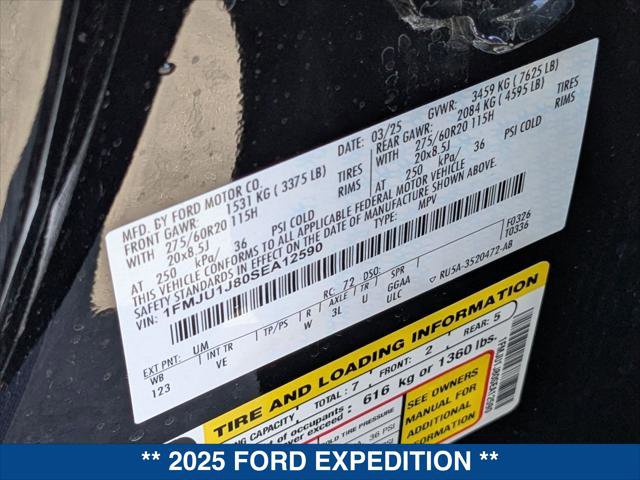 MFD. BY FORD MOTOR CO.
DATE: 03/25
GVWR: 3459 KG ( 7625 LB)
FRONT GAWR: 1531 KG ( 3375 LB)
REAR GAWR: 2084 KG ( 4595 LB)
275/60R20 115H TIRES
WITH 20x8.5J RIMS
AT 250 kPa/ 36 PSI COLD
275/60R20 115H TIRES
WITH 20x8.5J RIMS
AT 250 kPa/ 36 PSI COLD
THIS VEHICLE CONFORMS TO ALL APPLICABLE FEDERAL MOTOR VEHICLE
SAFETY STANDARDS IN EFFECT ON THE DATE OF MANUFACTURE SHOWN ABOVE.
VIN: 1FMJU1J80SEA12590
MPV
F0326
T0336
EXT PNT: UM
RC: 72 DSO:
WB INT TR TP/PS R AXLE TR SPR
123 VE W 3L U GGAA
ULC
RU5A-3520472-AB
TIRE AND LOADING INFORMATION
SEATING CAPACITY TOTAL: 7 FRONT: 2 REAR: 5
616 kg or 1360 lbs.
COLD TIRE PRESSURE
36 PSI
SEE OWNERS
MANUAL FOR
ADDITIONAL
INFORMATION
1FMJU1J80SEA12590
** 2025 FORD EXPEDITION **